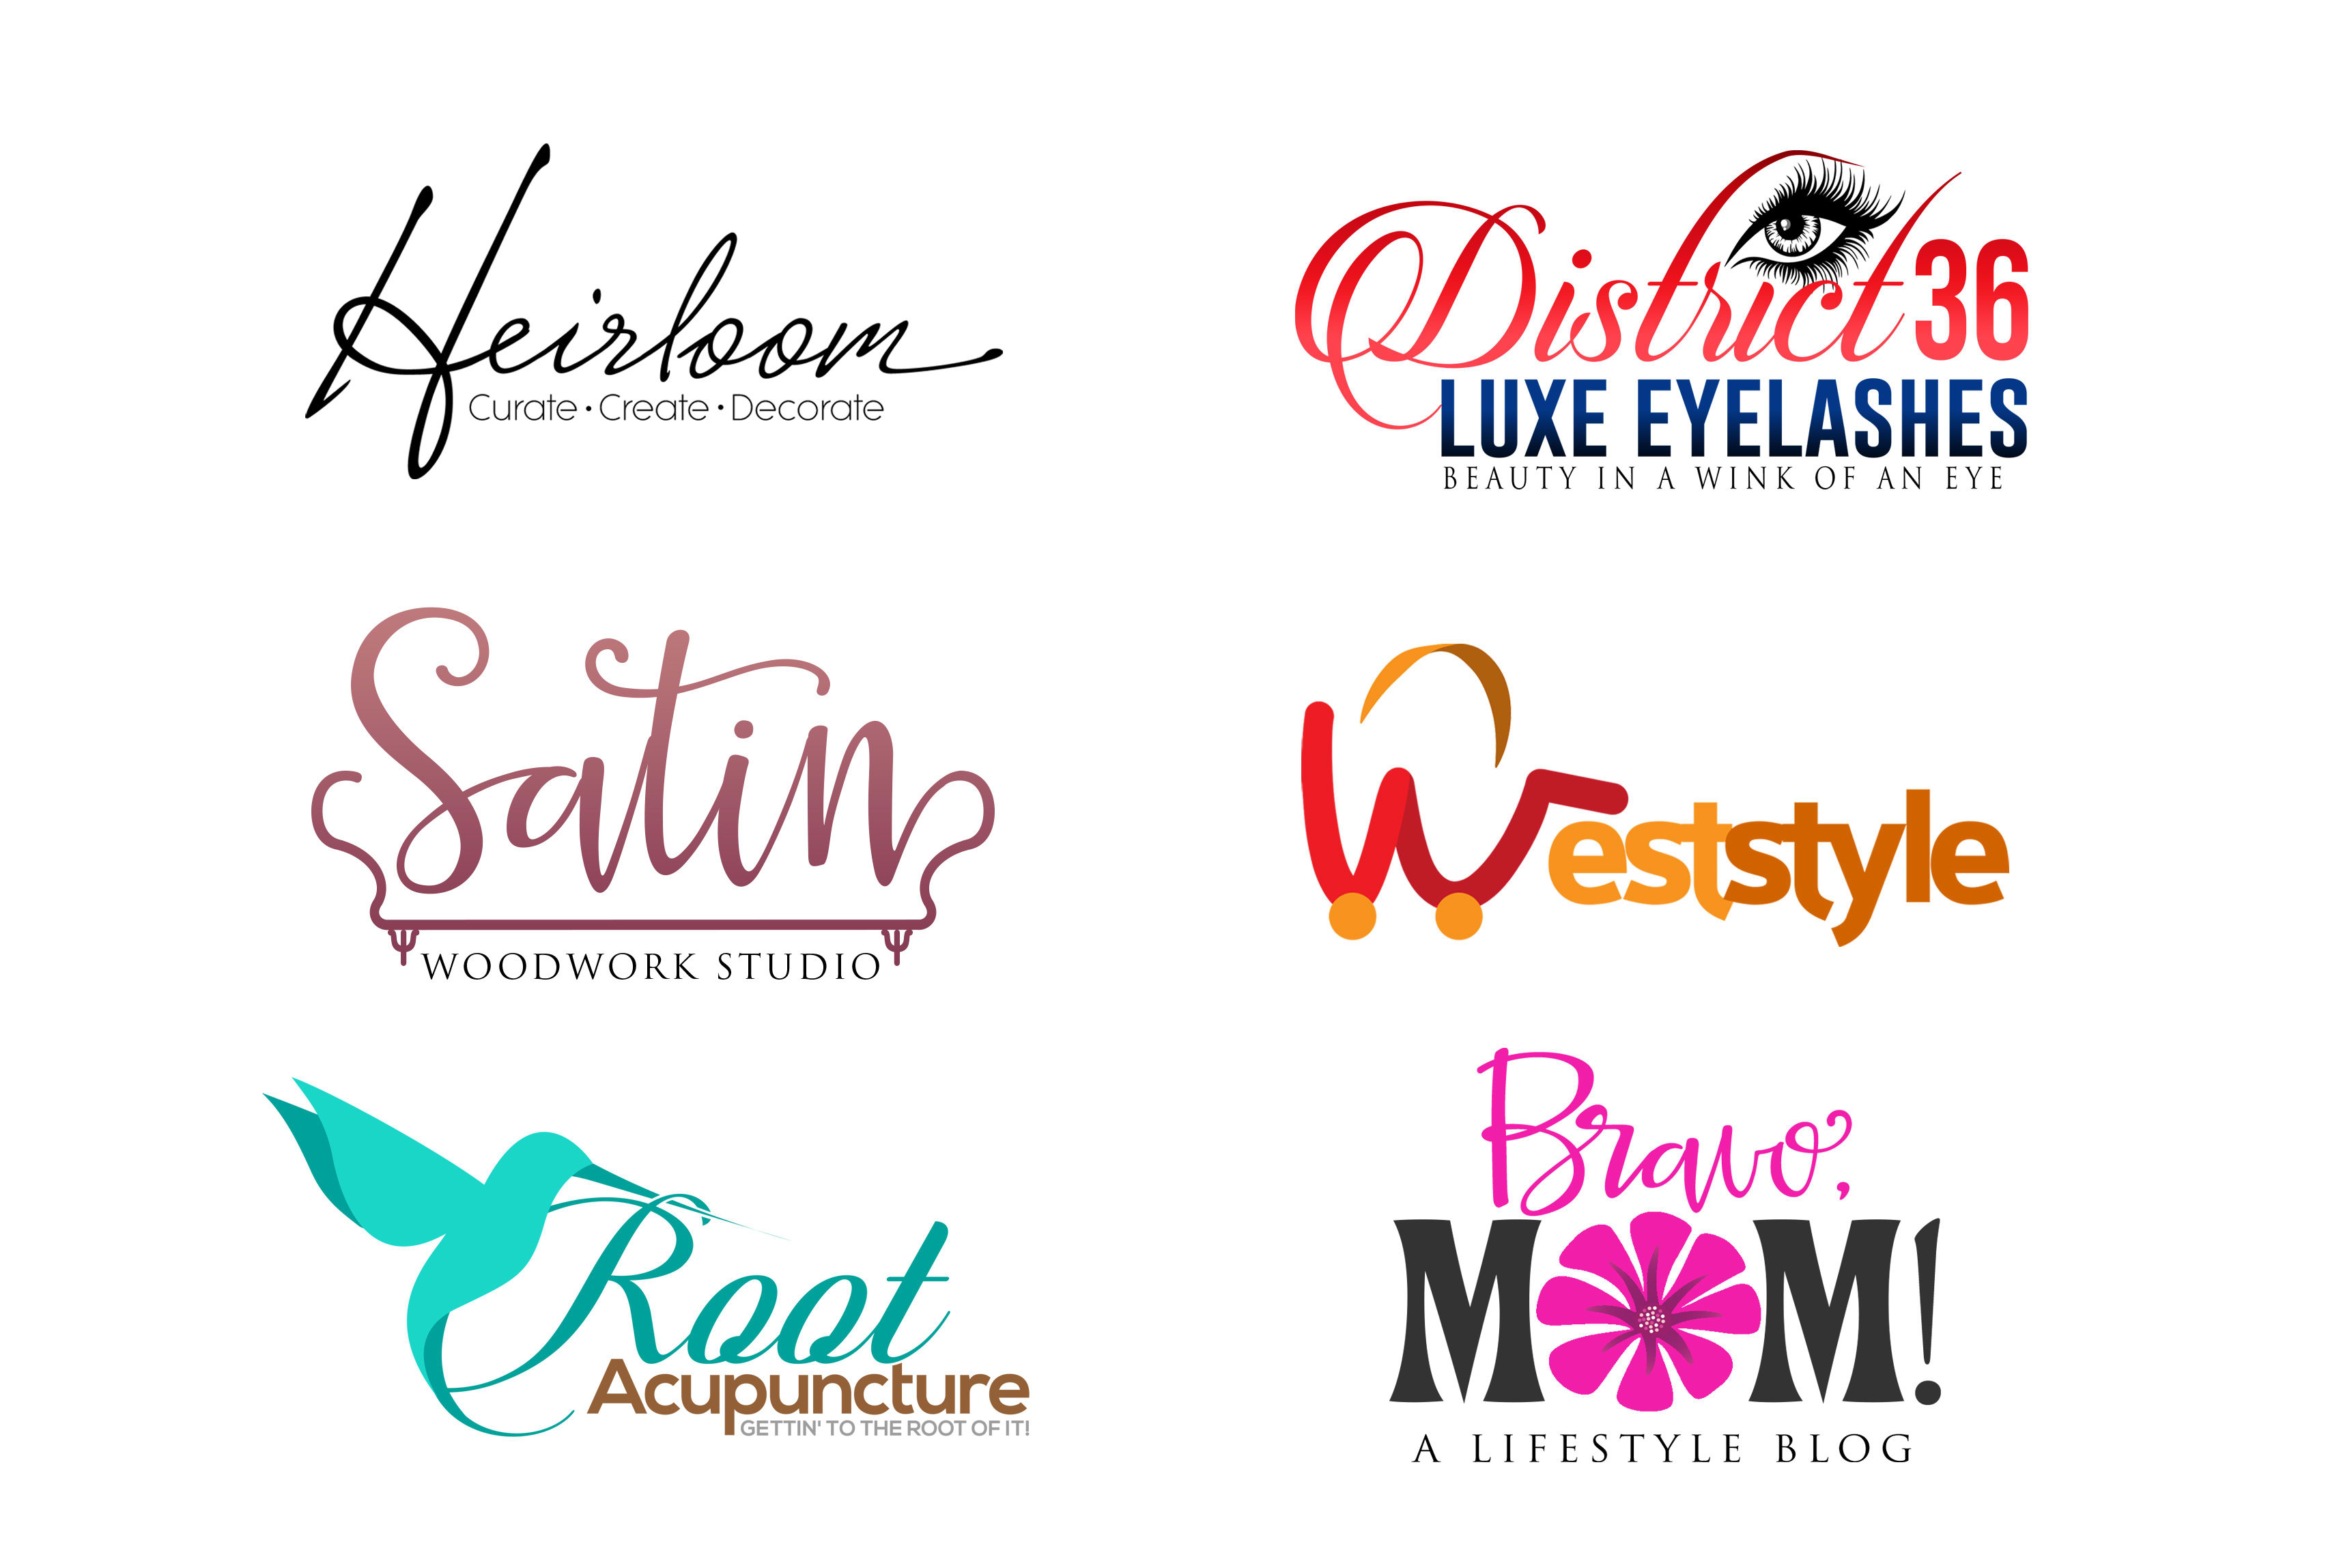 Heirloom
Curate • Create • Decorate
District 36
LUXE EYELASHES
BEAUTY IN A WINK OF AN EYE
Satin
WOODWORK STUDIO
Weststyle
Root
Acupuncture
GETTIN' TO THE ROOT OF IT!
Bravo,
MOM!
A LIFESTYLE BLOG